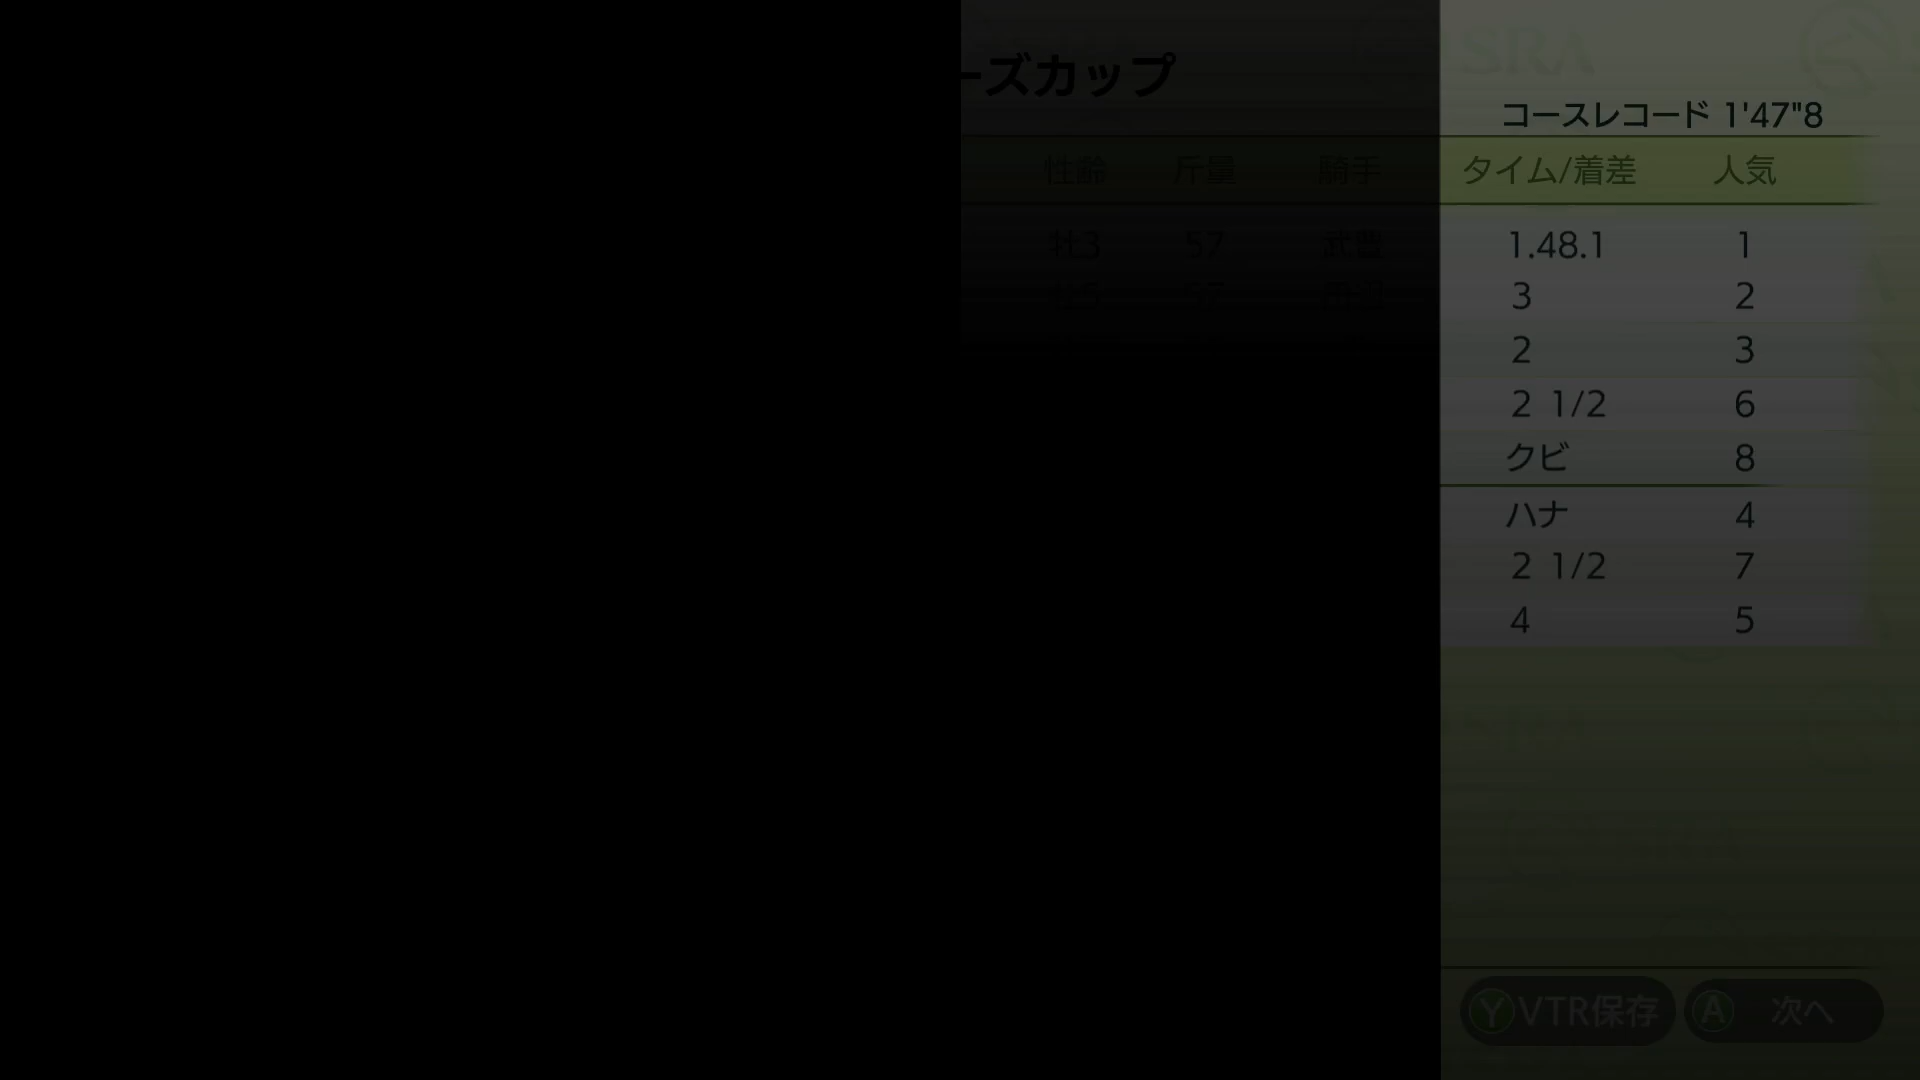 ーズカップ
SRA
コースレコード 1'47"8
性齢 斤量 騎手 タイム/着差 人気
牡3 57 武豊 1.48.1 1
3 2
2 3
2 1/2 6
クビ 8
ハナ 4
2 1/2 7
4 5
Y VTR保存 A 次へ